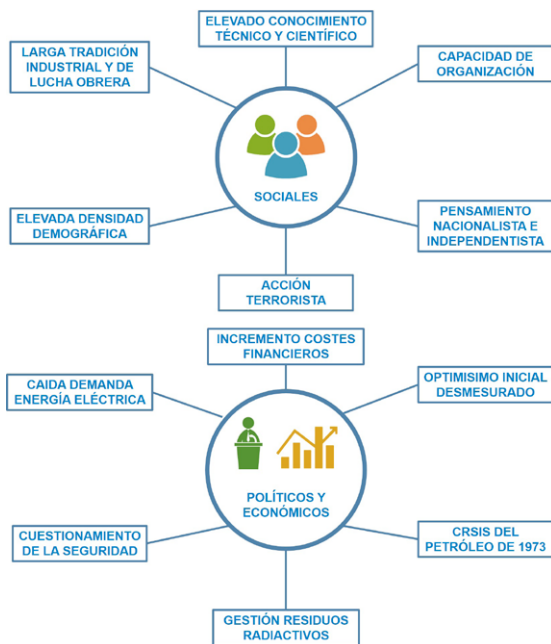 ELEVADO CONOCIMIENTO
TÉCNICO Y CIENTÍFICO
LARGA TRADICIÓN
INDUSTRIAL Y DE
LUCHA OBRERA
CAPACIDAD DE
ORGANIZACIÓN
SOCIALES
ELEVADA DENSIDAD
DEMOGRÁFICA
PENSAMIENTO
NACIONALISTA E
INDEPENDENTISTA
ACCIÓN
TERRORISTA
INCREMENTO COSTES
FINANCIEROS
CAIDA DEMANDA
ENERGÍA ELÉCTRICA
OPTIMISIMO INICIAL
DESMESURADO
POLÍTICOS Y
ECONÓMICOS
CUESTIONAMIENTO
DE LA SEGURIDAD
CRSIS DEL
PETRÓLEO DE 1973
GESTIÓN RESIDUOS
RADIACTIVOS